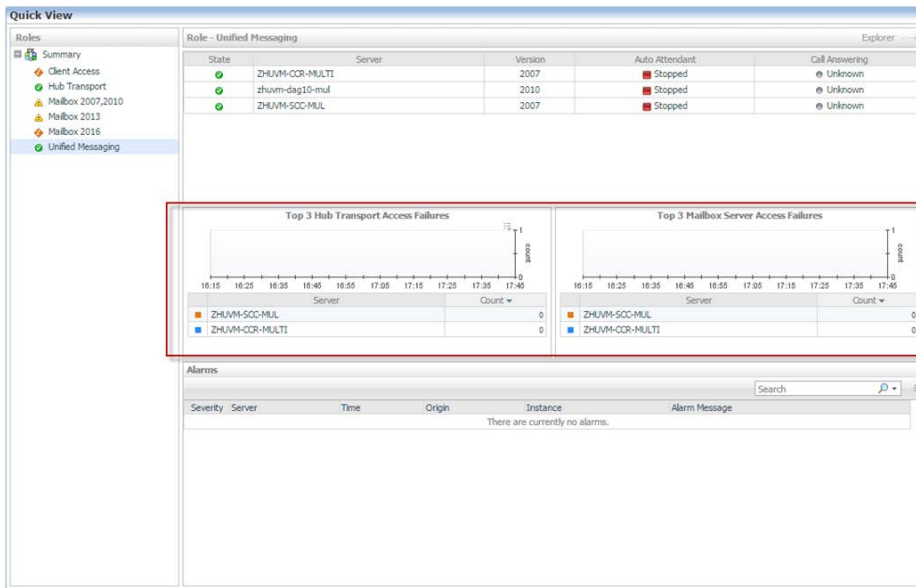 Quick View
Roles
Summary
Client Access
Hub Transport
Mailbox 2007,2010
Mailbox 2013
Mailbox 2016
Unified Messaging
Role - Unified Messaging
Explorer
State Server Version Auto Attendant Call Answering
ZHUVM-CCR-MULTI 2007 Stopped Unknown
zhuvm-dag10-mul 2010 Stopped Unknown
ZHUVM-SCC-MUL 2007 Stopped Unknown
Top 3 Hub Transport Access Failures
1
count
0
16:15 16:25 16:35 16:45 16:55 17:05 17:15 17:25 17:35 17:45
Server Count
ZHUVM-SCC-MUL 0
ZHUVM-CCR-MULTI 0
Top 3 Mailbox Server Access Failures
1
count
0
16:15 16:25 16:35 16:45 16:55 17:05 17:15 17:25 17:35 17:45
Server Count
ZHUVM-SCC-MUL 0
ZHUVM-CCR-MULTI 0
Alarms
Search
Severity Server Time Origin Instance Alarm Message
There are currently no alarms.